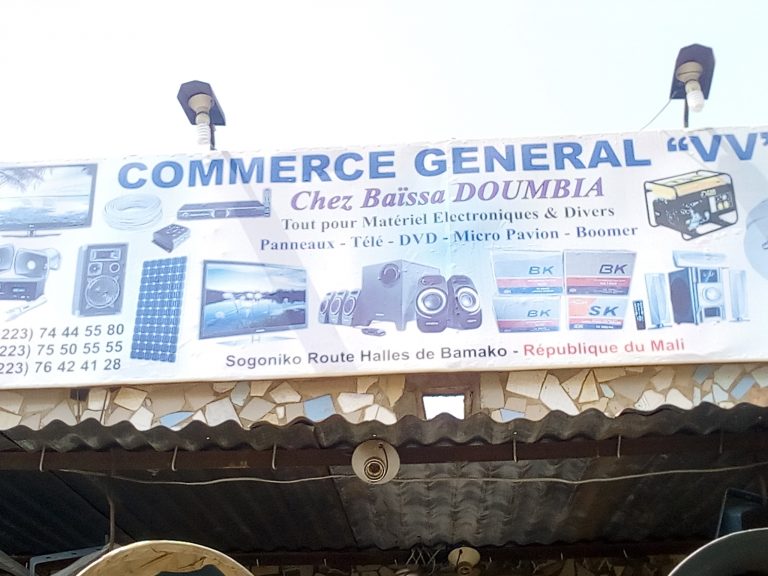 COMMERCE GENERAL “VV”
Chez Baïssa DOUMBIA
Tout pour Matériel Electroniques & Divers
Panneaux - Télé - DVD - Micro Pavion - Boomer
BK
BK
BK
SK
223) 74 44 55 80
223) 75 50 55 55
223) 76 42 41 28
Sogoniko Route Halles de Bamako - République du Mali